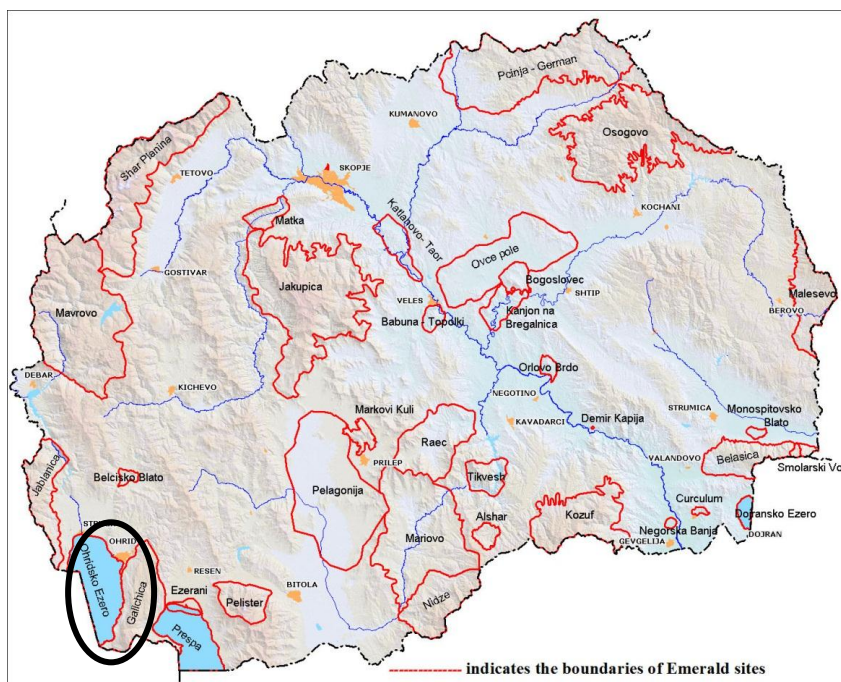 Pcinja - German
KUMANOVO
Osogovo
Shar Planina
TETOVO
SKOPJE
KOCHANI
Matka
Katlahovo- Taor
Ovce pole
GOSTIVAR
Jakupica
Bogoslovec
SHTIP
Malesevo
Mavrovo
VELES
Kanjon na
Bregalnica
BEROVO
Babuna - Topolki
DEBAR
Orlovo Brdo
KICHEVO
NEGOTINO
Markovi Kuli
KAVADARCI
Demir Kapija
STRUMICA
Monospitovsko
Blato
Raec
PRILEP
Jablanica
Belcisko Blato
Pelagonija
Tikvesh
VALANDOVO
Belasica
Smolarski Vo
Alshar
Kozuf
Curculum
Dojransko Ezero
ST
OHRID
Mariovo
Negorska Banja
GEVGELIJA
DOJRAN
Ohridsko Ezero
Galichica
RESEN
Ezerani
Pelister
BITOLA
Nidze
Prespa
indicates the boundaries of Emerald sites